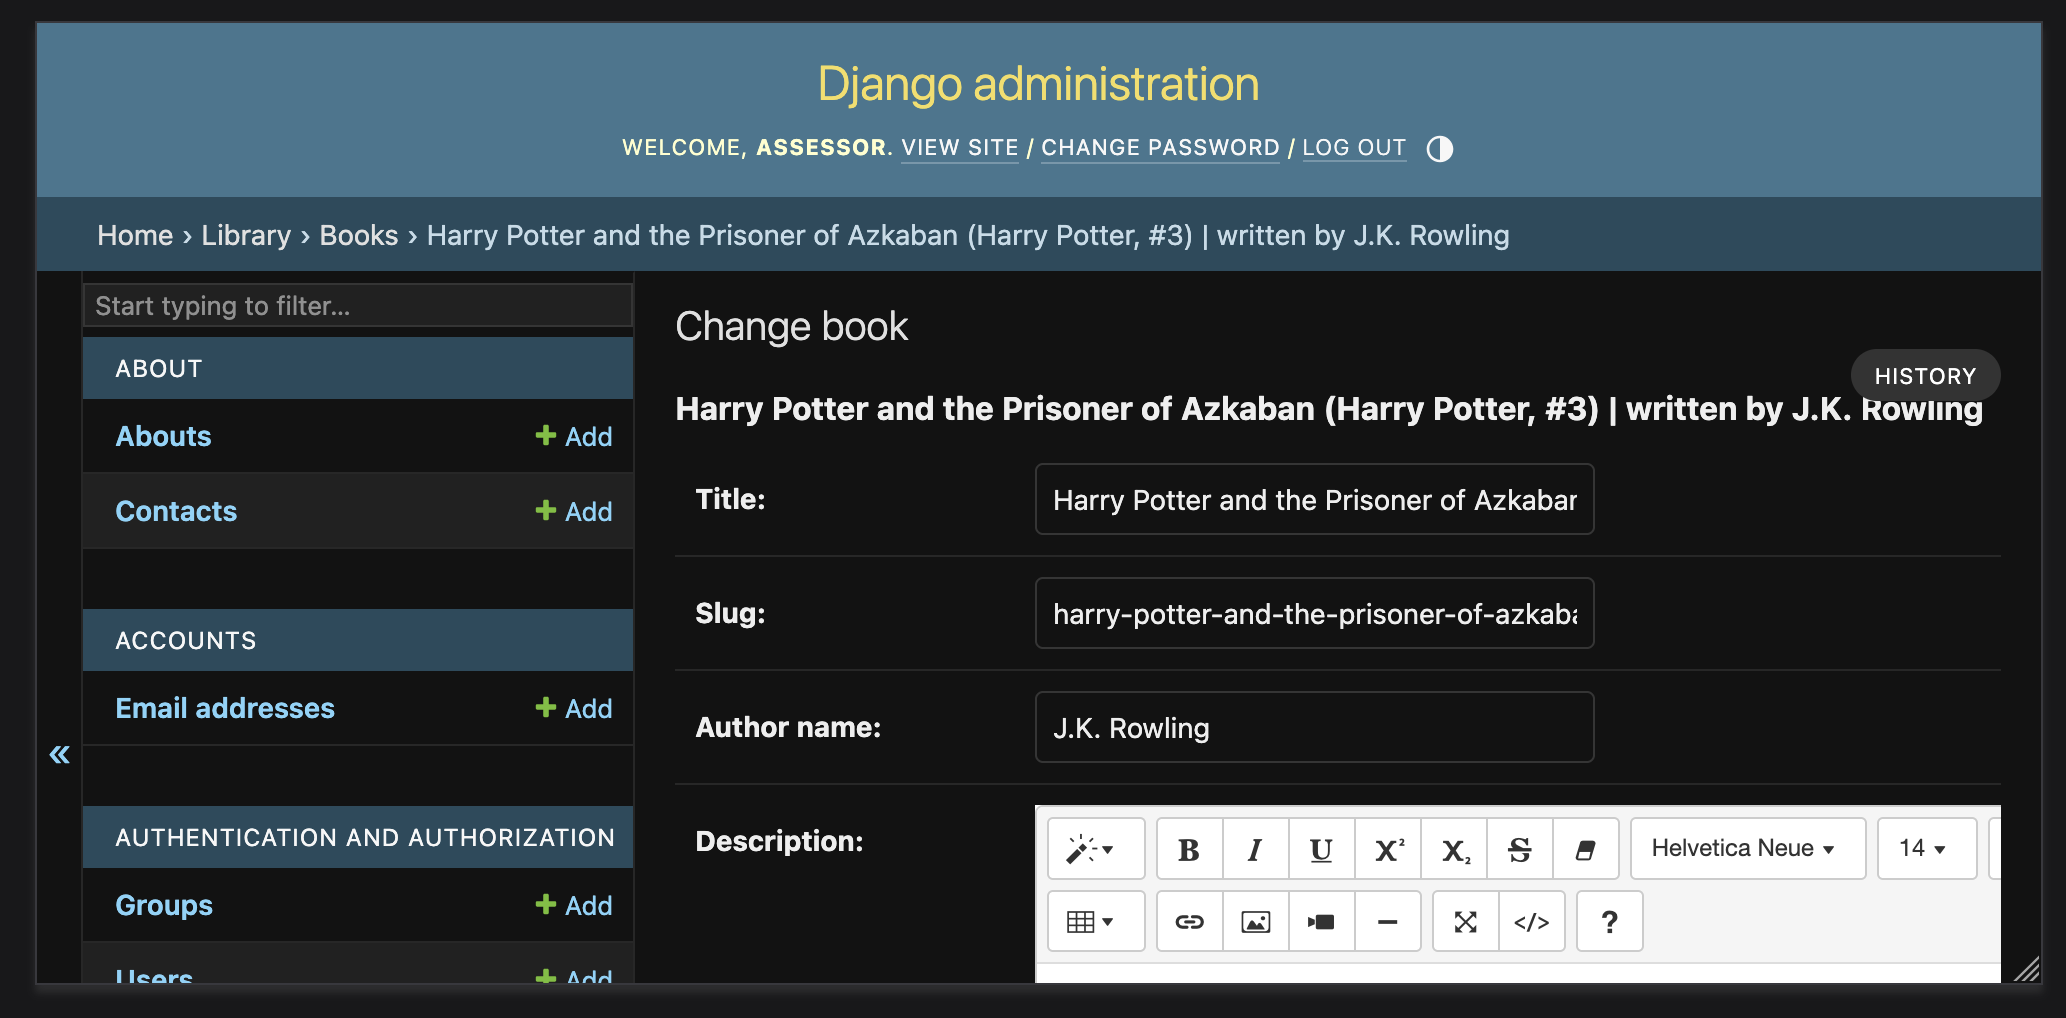 Django administration
WELCOME, ASSESSOR. VIEW SITE / CHANGE PASSWORD / LOG OUT
Home › Library › Books › Harry Potter and the Prisoner of Azkaban (Harry Potter, #3) | written by J.K. Rowling
Start typing to filter...
ABOUT
Abouts
+ Add
Contacts
+ Add
ACCOUNTS
Email addresses
+ Add
«
AUTHENTICATION AND AUTHORIZATION
Groups
+ Add
Users
+ Add
Change book
HISTORY
Harry Potter and the Prisoner of Azkaban (Harry Potter, #3) | written by J.K. Rowling
Title:
Harry Potter and the Prisoner of Azkaban
Slug:
harry-potter-and-the-prisoner-of-azkaba
Author name:
J.K. Rowling
Description:
B I U X² X₂ S Helvetica Neue 14
</> ?